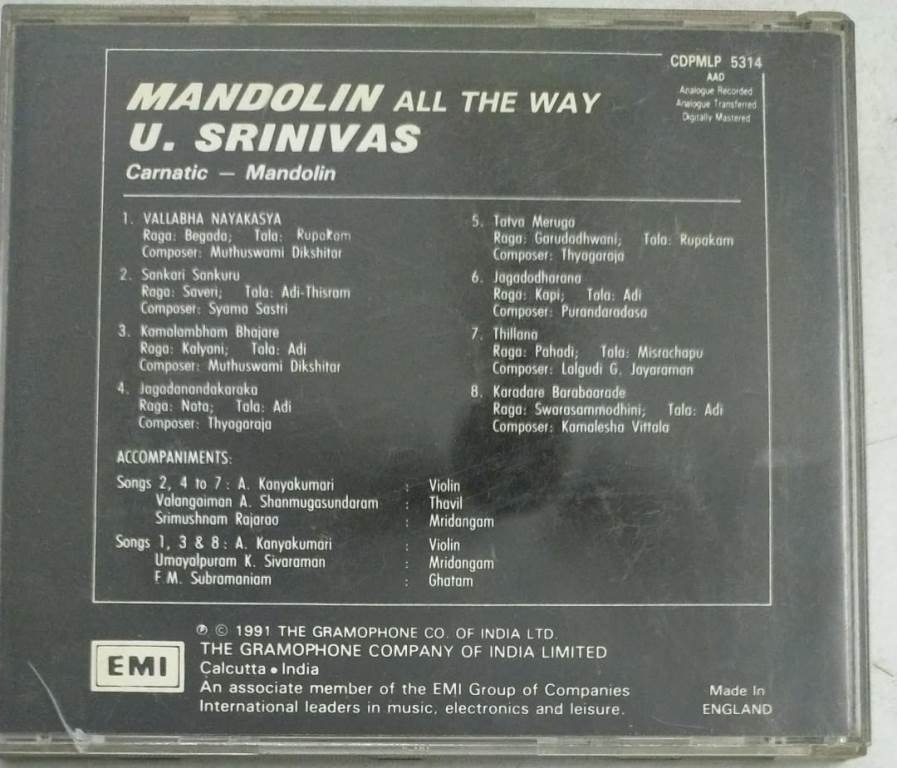 CDPMLP 5314
AAD
Analogue Recorded
Analogue Transferred
Digitally Mastered
MANDOLIN ALL THE WAY
U. SRINIVAS
Carnatic — Mandolin
1. VALLABHA NAYAKASYA
Raga: Begada; Tala: Rupakam
Composer: Muthuswami Dikshitar
2. Sankari Sankuru
Raga: Saveri; Tala: Adi-Thisram
Composer: Syama Sastri
3. Kamalambham Bhajare
Raga: Kalyani; Tala: Adi
Composer: Muthuswami Dikshitar
4. Jagadanandakaraka
Raga: Nata; Tala: Adi
Composer: Thyagaraja
5. Tatva Meruga
Raga: Garudadhwani; Tala: Rupakam
Composer: Thyagaraja
6. Jagadodharana
Raga: Kapi; Tala: Adi
Composer: Purandaradasa
7. Thillana
Raga: Pahadi; Tala: Misrachapu
Composer: Lalgudi G. Jayaraman
8. Karadare Barabaarade
Raga: Swarasammodhini; Tala: Adi
Composer: Kamalesha Vittala
ACCOMPANIMENTS:
Songs 2, 4 to 7 : A. Kanyakumari : Violin
Valangaiman A. Shanmugasundaram : Thavil
Srimushnam Rajarao : Mridangam
Songs 1, 3 & 8 : A. Kanyakumari : Violin
Umayalpuram K. Sivaraman : Mridangam
F.M. Subramaniam : Ghatam
℗ © 1991 THE GRAMOPHONE CO. OF INDIA LTD.
THE GRAMOPHONE COMPANY OF INDIA LIMITED
Calcutta • India
An associate member of the EMI Group of Companies
International leaders in music, electronics and leisure.
EMI
Made In
ENGLAND